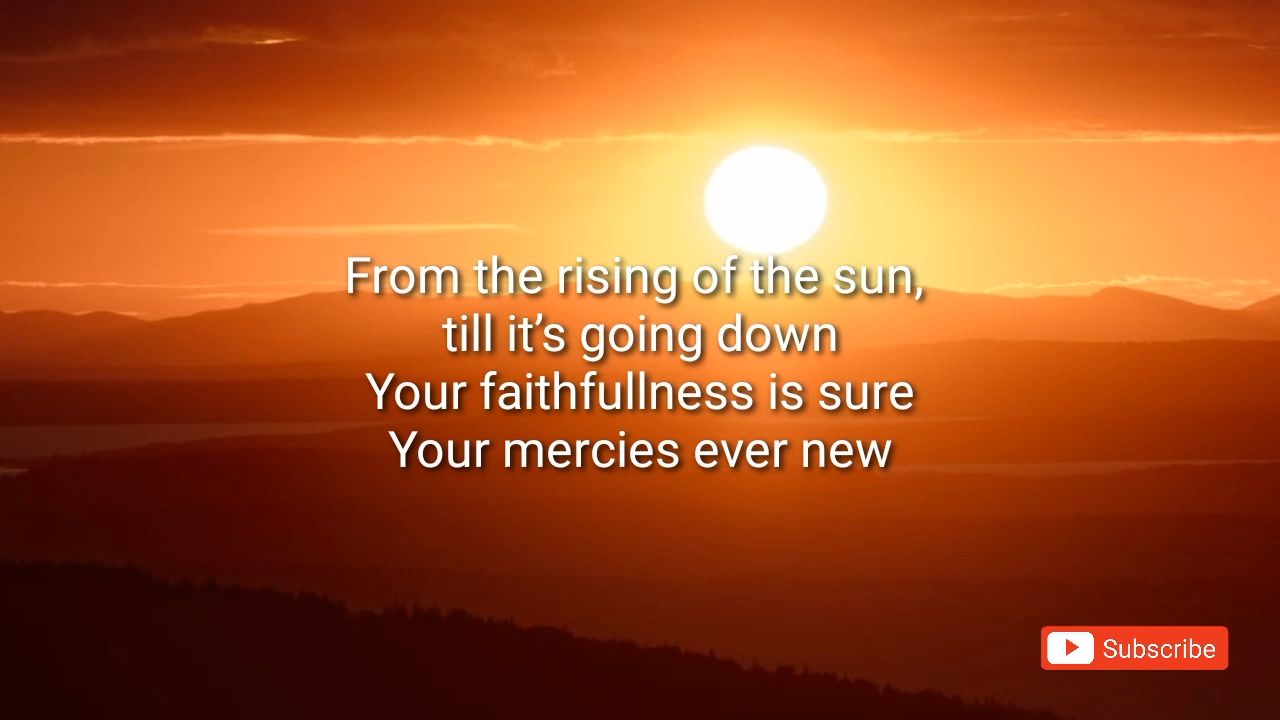 From the rising of the sun,
till it’s going down
Your faithfullness is sure
Your mercies ever new
Subscribe